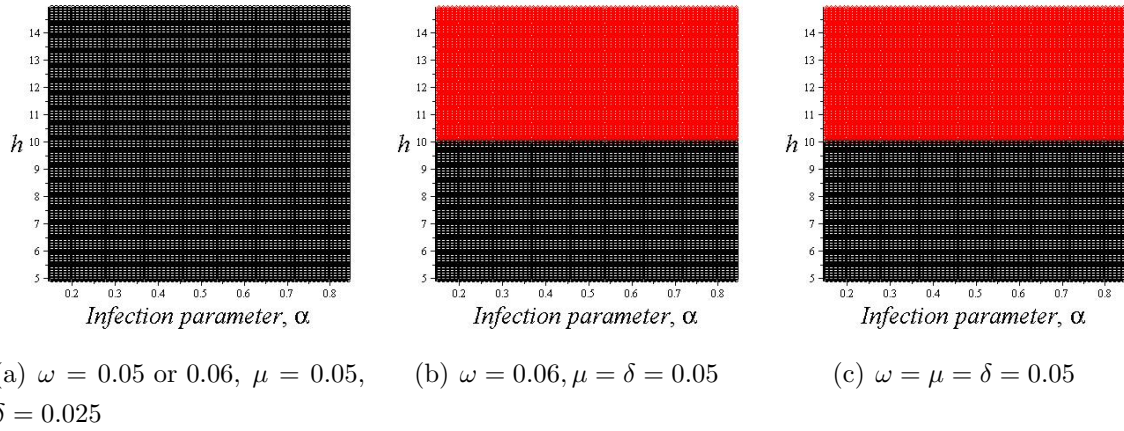 14
13
12
11
h 10
9
8
7
6
5
0.2 0.3 0.4 0.5 0.6 0.7 0.8
Infection parameter, α
14
13
12
11
h 10
9
8
7
6
5
0.2 0.3 0.4 0.5 0.6 0.7 0.8
Infection parameter, α
14
13
12
11
h 10
9
8
7
6
5
0.2 0.3 0.4 0.5 0.6 0.7 0.8
Infection parameter, α
a) ω = 0.05 or 0.06, μ = 0.05,
δ = 0.025
(b) ω = 0.06, μ = δ = 0.05
(c) ω = μ = δ = 0.05